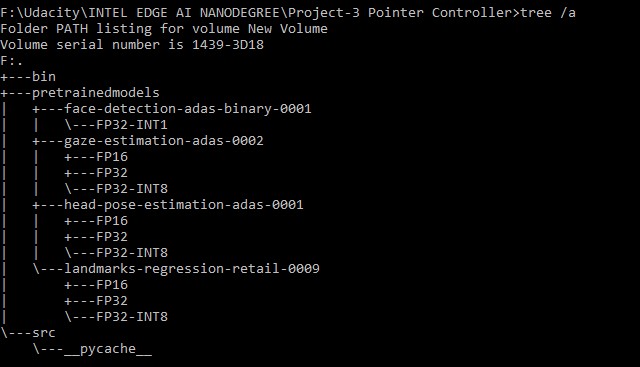 F:\Udacity\INTEL EDGE AI NANODEGREE\Project-3 Pointer Controller>tree /a
Folder PATH listing for volume New Volume
Volume serial number is 1439-3D18
F:.
+---bin
+---pretrainedmodels
|   +---face-detection-adas-binary-0001
|   |   \---FP32-INT1
|   +---gaze-estimation-adas-0002
|   |   +---FP16
|   |   +---FP32
|   |   \---FP32-INT8
|   +---head-pose-estimation-adas-0001
|   |   +---FP16
|   |   +---FP32
|   |   \---FP32-INT8
|   \---landmarks-regression-retail-0009
|       +---FP16
|       +---FP32
|       \---FP32-INT8
\---src
    \---__pycache__